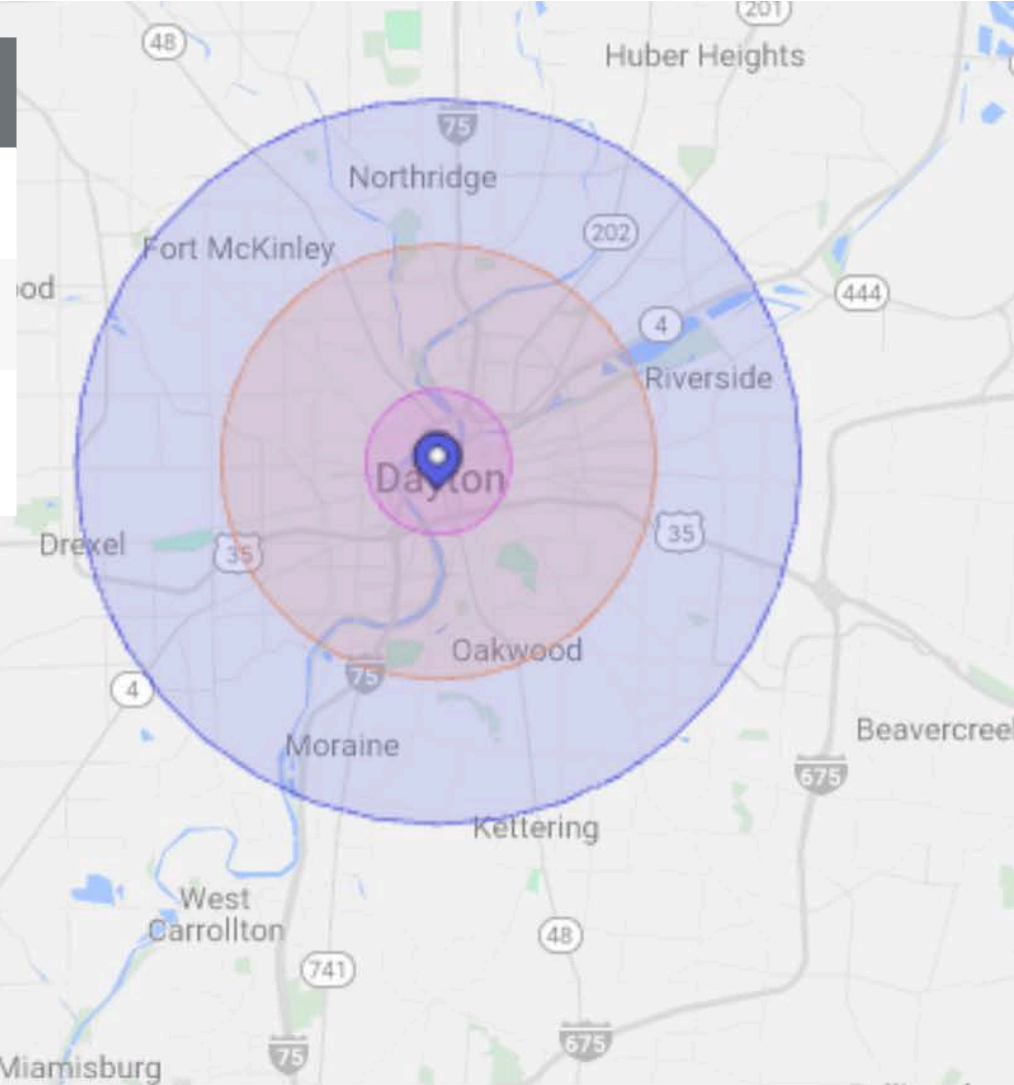 201
48
Huber Heights
75
Northridge
202
Fort McKinley
ood
444
4
Riverside
Dayton
35
Drexel
35
Oakwood
75
4
Beavercreek
Moraine
675
Kettering
West
Carrollton
48
741
675
75
Miamisburg